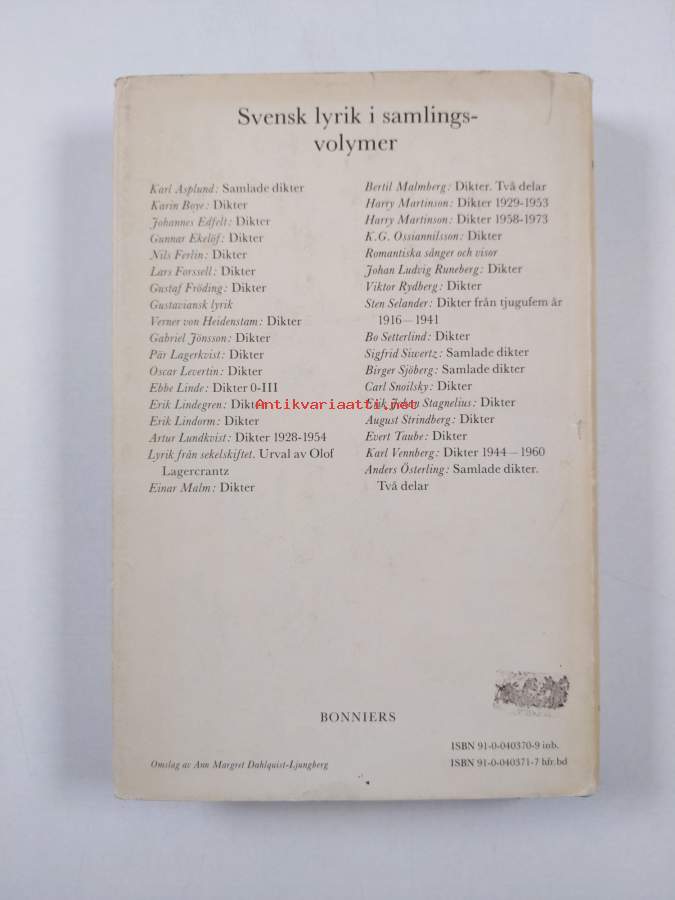 Svensk lyrik i samlings-
volymer
Karl Asplund: Samlade dikter
Karin Boye: Dikter
Johannes Edfelt: Dikter
Gunnar Ekelöf: Dikter
Nils Ferlin: Dikter
Lars Forssell: Dikter
Gustaf Fröding: Dikter
Gustaviansk lyrik
Verner von Heidenstam: Dikter
Gabriel Jönsson: Dikter
Pär Lagerkvist: Dikter
Oscar Levertin: Dikter
Ebbe Linde: Dikter 0-III
Erik Lindegren: Dikter
Erik Lindorm: Dikter
Artur Lundkvist: Dikter 1928-1954
Lyrik från sekelskiftet. Urval av Olof
Lagercrantz
Einar Malm: Dikter
Bertil Malmberg: Dikter. Två delar
Harry Martinson: Dikter 1929-1953
Harry Martinson: Dikter 1958-1973
K.G. Ossiannilsson: Dikter
Romantiska sånger och visor
Johan Ludvig Runeberg: Dikter
Viktor Rydberg: Dikter
Sten Selander: Dikter från tjugufem år
1916—1941
Bo Setterlind: Dikter
Sigfrid Siwertz: Samlade dikter
Birger Sjöberg: Samlade dikter
Carl Snoilsky: Dikter
Erik Johan Stagnelius: Dikter
August Strindberg: Dikter
Evert Taube: Dikter
Karl Vennberg: Dikter 1944—1960
Anders Österling: Samlade dikter.
Två delar
Antikvariaatti.net
BONNIERS
ISBN 91-0-040370-9 inb.
Omslag av Ann Margret Dahlquist-Ljungberg
ISBN 91-0-040371-7 hfr.bd